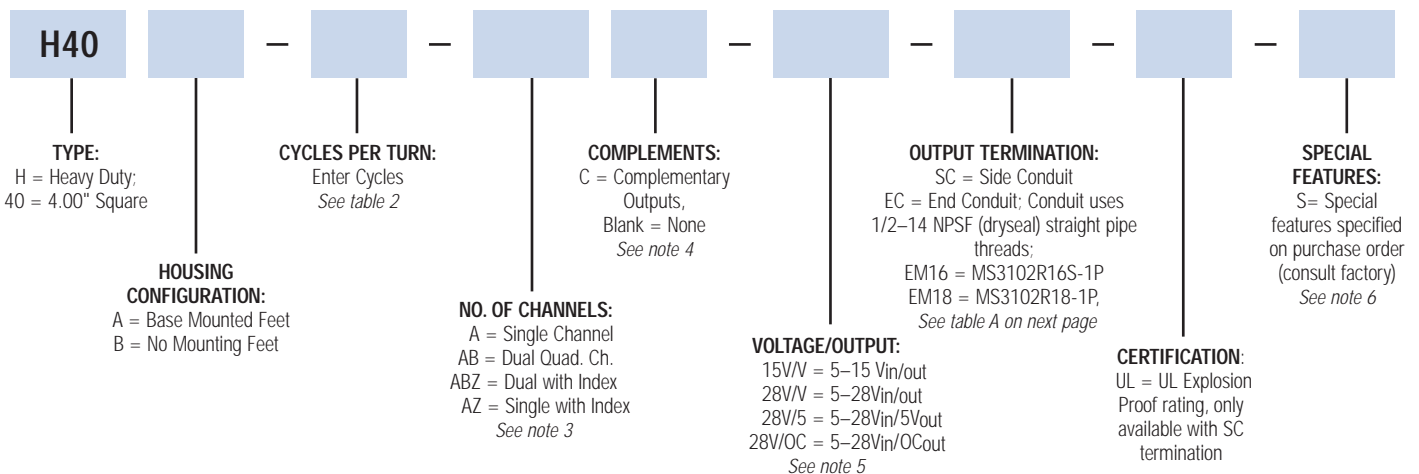 H40 – – – – – –
TYPE:
H = Heavy Duty;
40 = 4.00" Square
HOUSING
CONFIGURATION:
A = Base Mounted Feet
B = No Mounting Feet
CYCLES PER TURN:
Enter Cycles
See table 2
NO. OF CHANNELS:
A = Single Channel
AB = Dual Quad. Ch.
ABZ = Dual with Index
AZ = Single with Index
See note 3
COMPLEMENTS:
C = Complementary
Outputs,
Blank = None
See note 4
VOLTAGE/OUTPUT:
15V/V = 5–15 Vin/out
28V/V = 5–28Vin/out
28V/5 = 5–28Vin/5Vout
28V/OC = 5–28Vin/OCout
See note 5
OUTPUT TERMINATION:
SC = Side Conduit
EC = End Conduit; Conduit uses
1/2–14 NPSF (dryseal) straight pipe
threads;
EM16 = MS3102R16S-1P
EM18 = MS3102R18-1P,
See table A on next page
CERTIFICATION:
UL = UL Explosion
Proof rating, only
available with SC
termination
SPECIAL
FEATURES:
S= Special
features specified
on purchase order
(consult factory)
See note 6